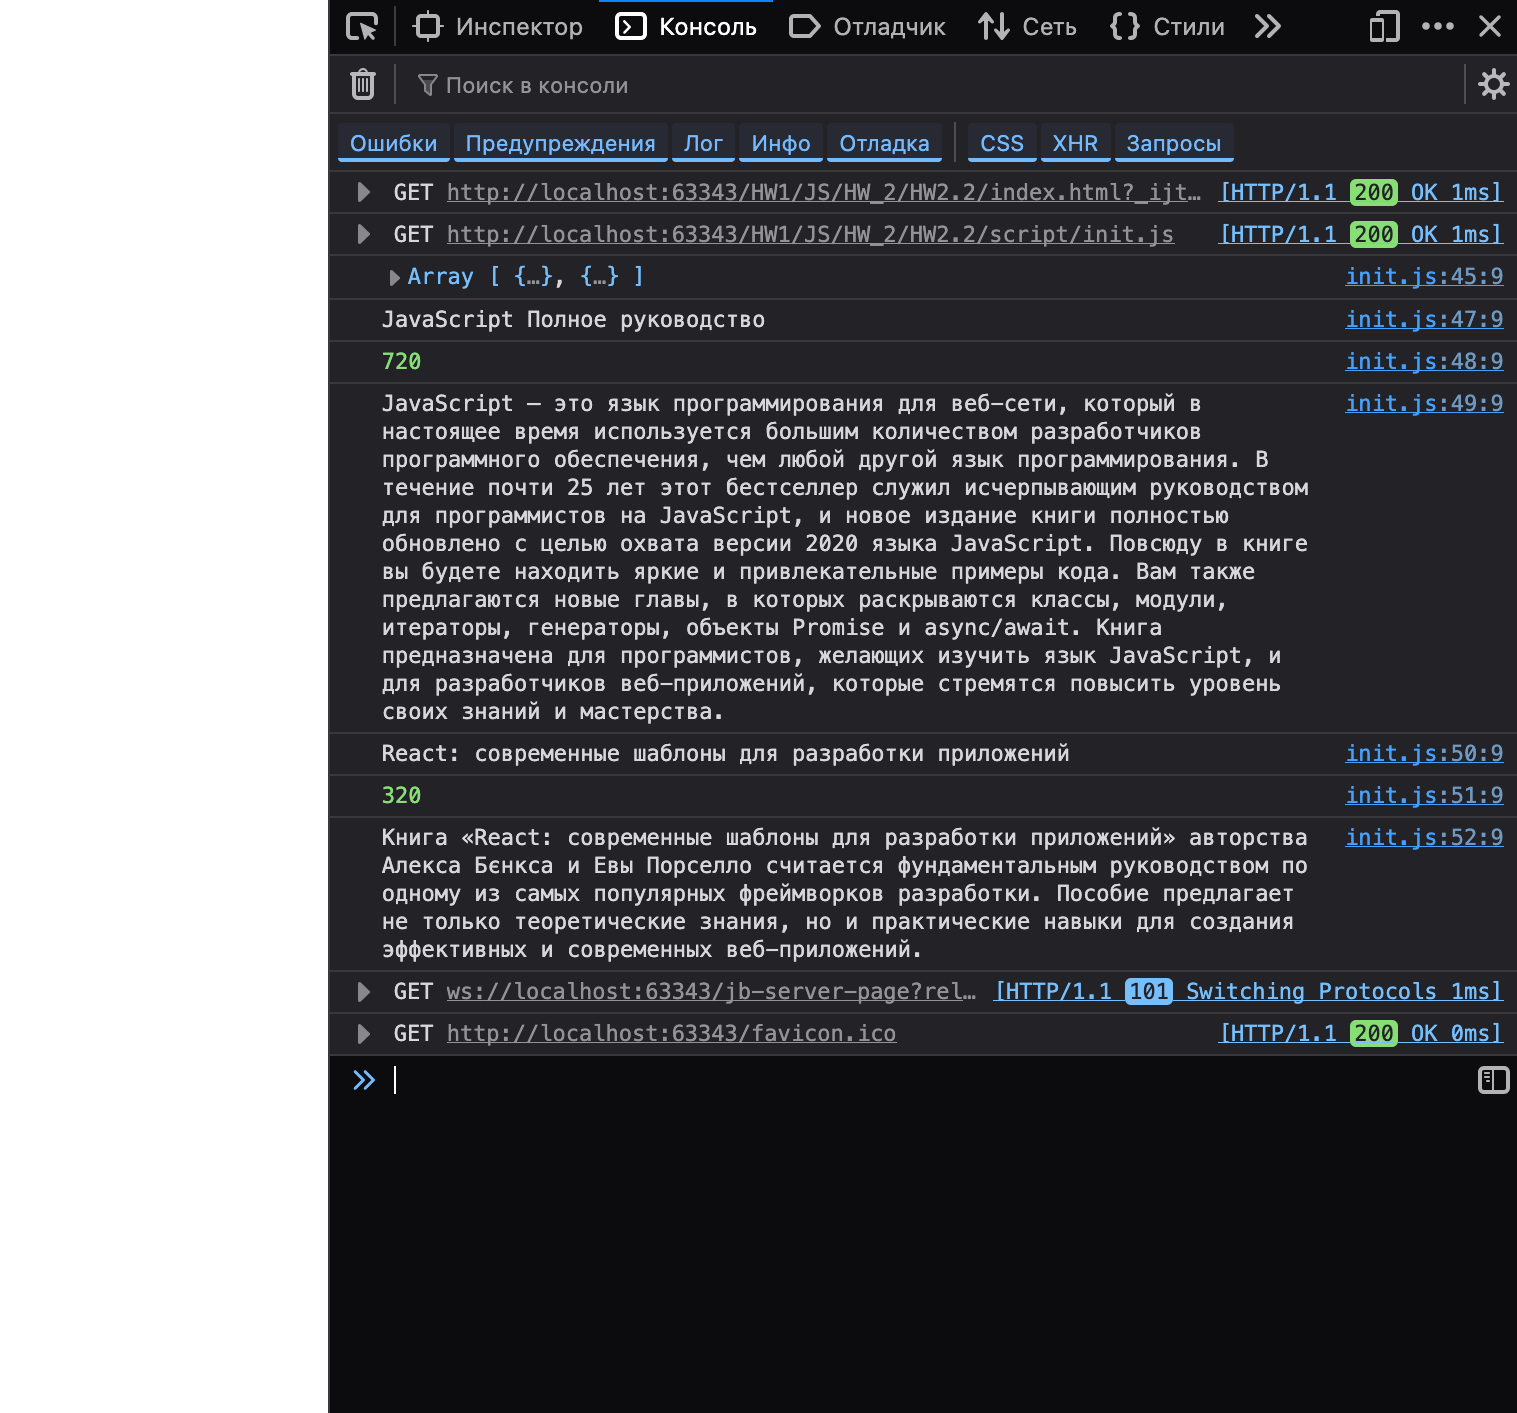 Инспектор Консоль Отладчик Сеть Стили
Поиск в консоли
Ошибки Предупреждения Лог Инфо Отладка CSS XHR Запросы
GET http://localhost:63343/HW1/JS/HW_2/HW2.2/index.html?_ijt… [HTTP/1.1 200 OK 1ms]
GET http://localhost:63343/HW1/JS/HW_2/HW2.2/script/init.js [HTTP/1.1 200 OK 1ms]
Array [ {…}, {…} ] init.js:45:9
JavaScript Полное руководство init.js:47:9
720 init.js:48:9
JavaScript – это язык программирования для веб-сети, который в init.js:49:9
настоящее время используется большим количеством разработчиков
программного обеспечения, чем любой другой язык программирования. В
течение почти 25 лет этот бестселлер служил исчерпывающим руководством
для программистов на JavaScript, и новое издание книги полностью
обновлено с целью охвата версии 2020 языка JavaScript. Повсюду в книге
вы будете находить яркие и привлекательные примеры кода. Вам также
предлагаются новые главы, в которых раскрываются классы, модули,
итераторы, генераторы, объекты Promise и async/await. Книга
предназначена для программистов, желающих изучить язык JavaScript, и
для разработчиков веб-приложений, которые стремятся повысить уровень
своих знаний и мастерства.
React: современные шаблоны для разработки приложений init.js:50:9
320 init.js:51:9
Книга «React: современные шаблоны для разработки приложений» авторства init.js:52:9
Алекса Бєнкса и Евы Порселло считается фундаментальным руководством по
одному из самых популярных фреймворков разработки. Пособие предлагает
не только теоретические знания, но и практические навыки для создания
эффективных и современных веб-приложений.
GET ws://localhost:63343/jb-server-page?rel… [HTTP/1.1 101 Switching Protocols 1ms]
GET http://localhost:63343/favicon.ico [HTTP/1.1 200 OK 0ms]